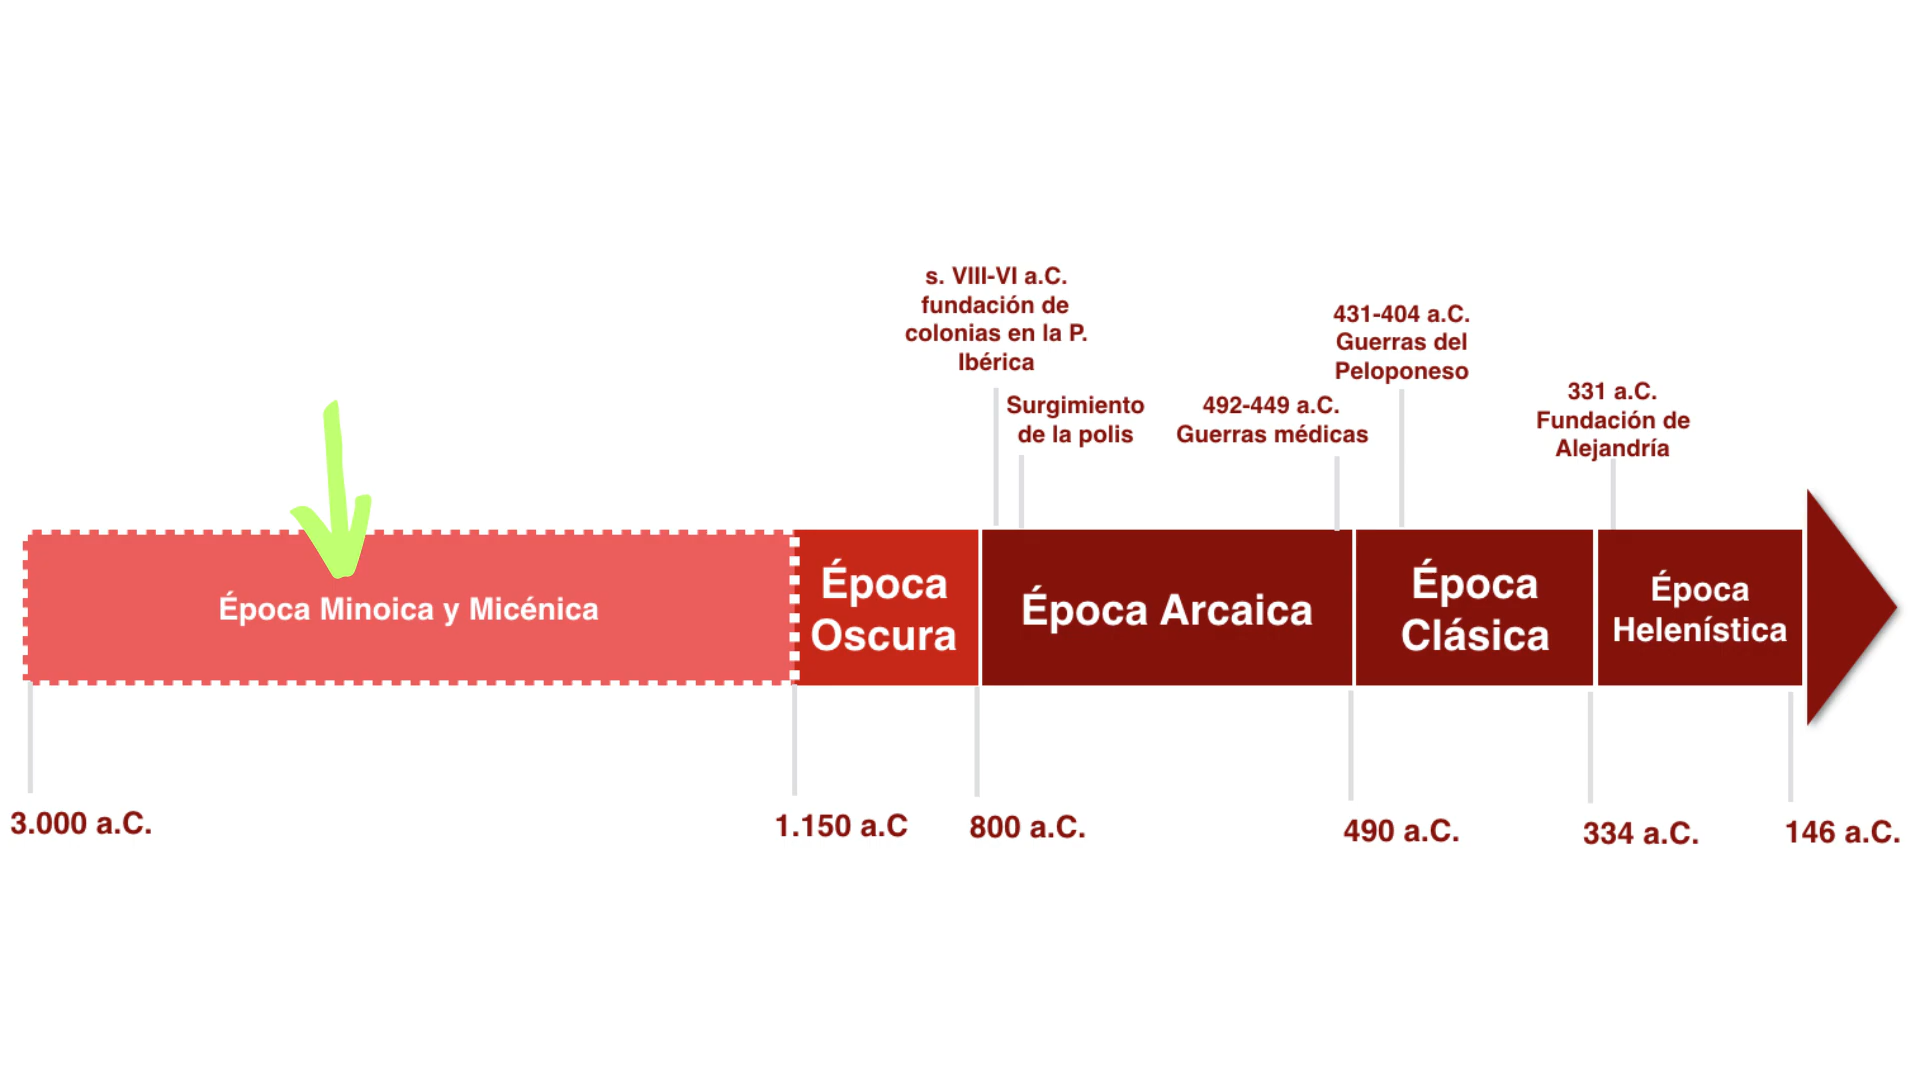 s. VIII-VI a.C.
fundación de
colonias en la P.
Ibérica
Surgimiento
de la polis
492-449 a.C.
Guerras médicas
431-404 a.C.
Guerras del
Peloponeso
331 a.C.
Fundación de
Alejandría
Época Minoica y Micénica
Época
Oscura
Época Arcaica
Época
Clásica
Época
Helenística
3.000 a.C.
1.150 a.C
800 a.C.
490 a.C.
334 a.C.
146 a.C.